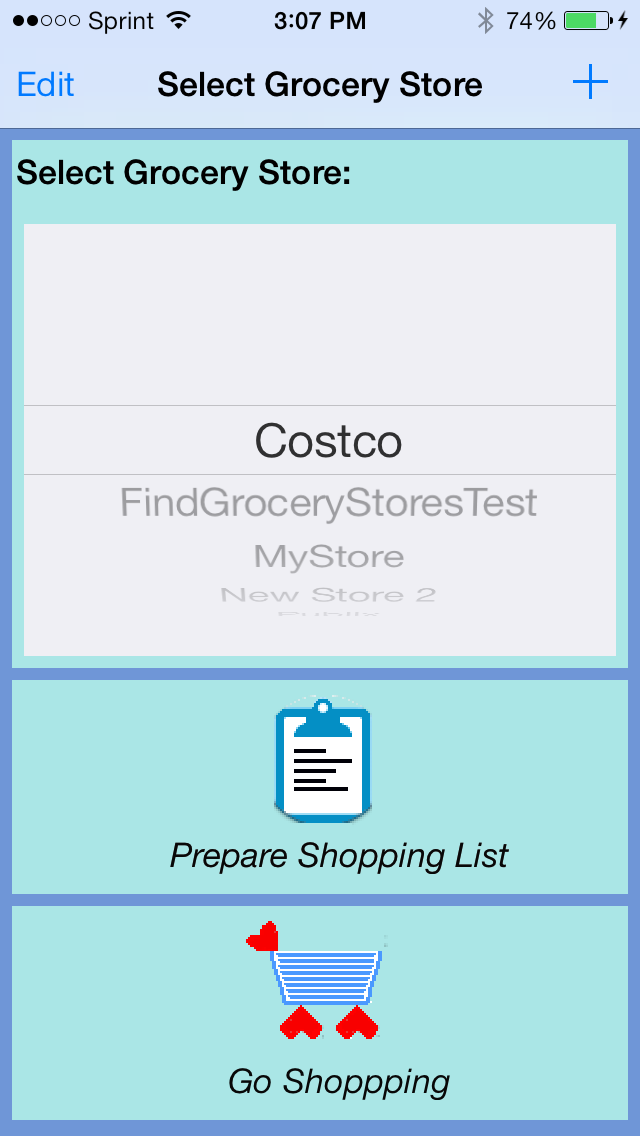 Sprint 3:07 PM 74%
Edit Select Grocery Store +
Select Grocery Store:
Costco
FindGroceryStoresTest
MyStore
New Store 2
Publix
Prepare Shopping List
Go Shoppping